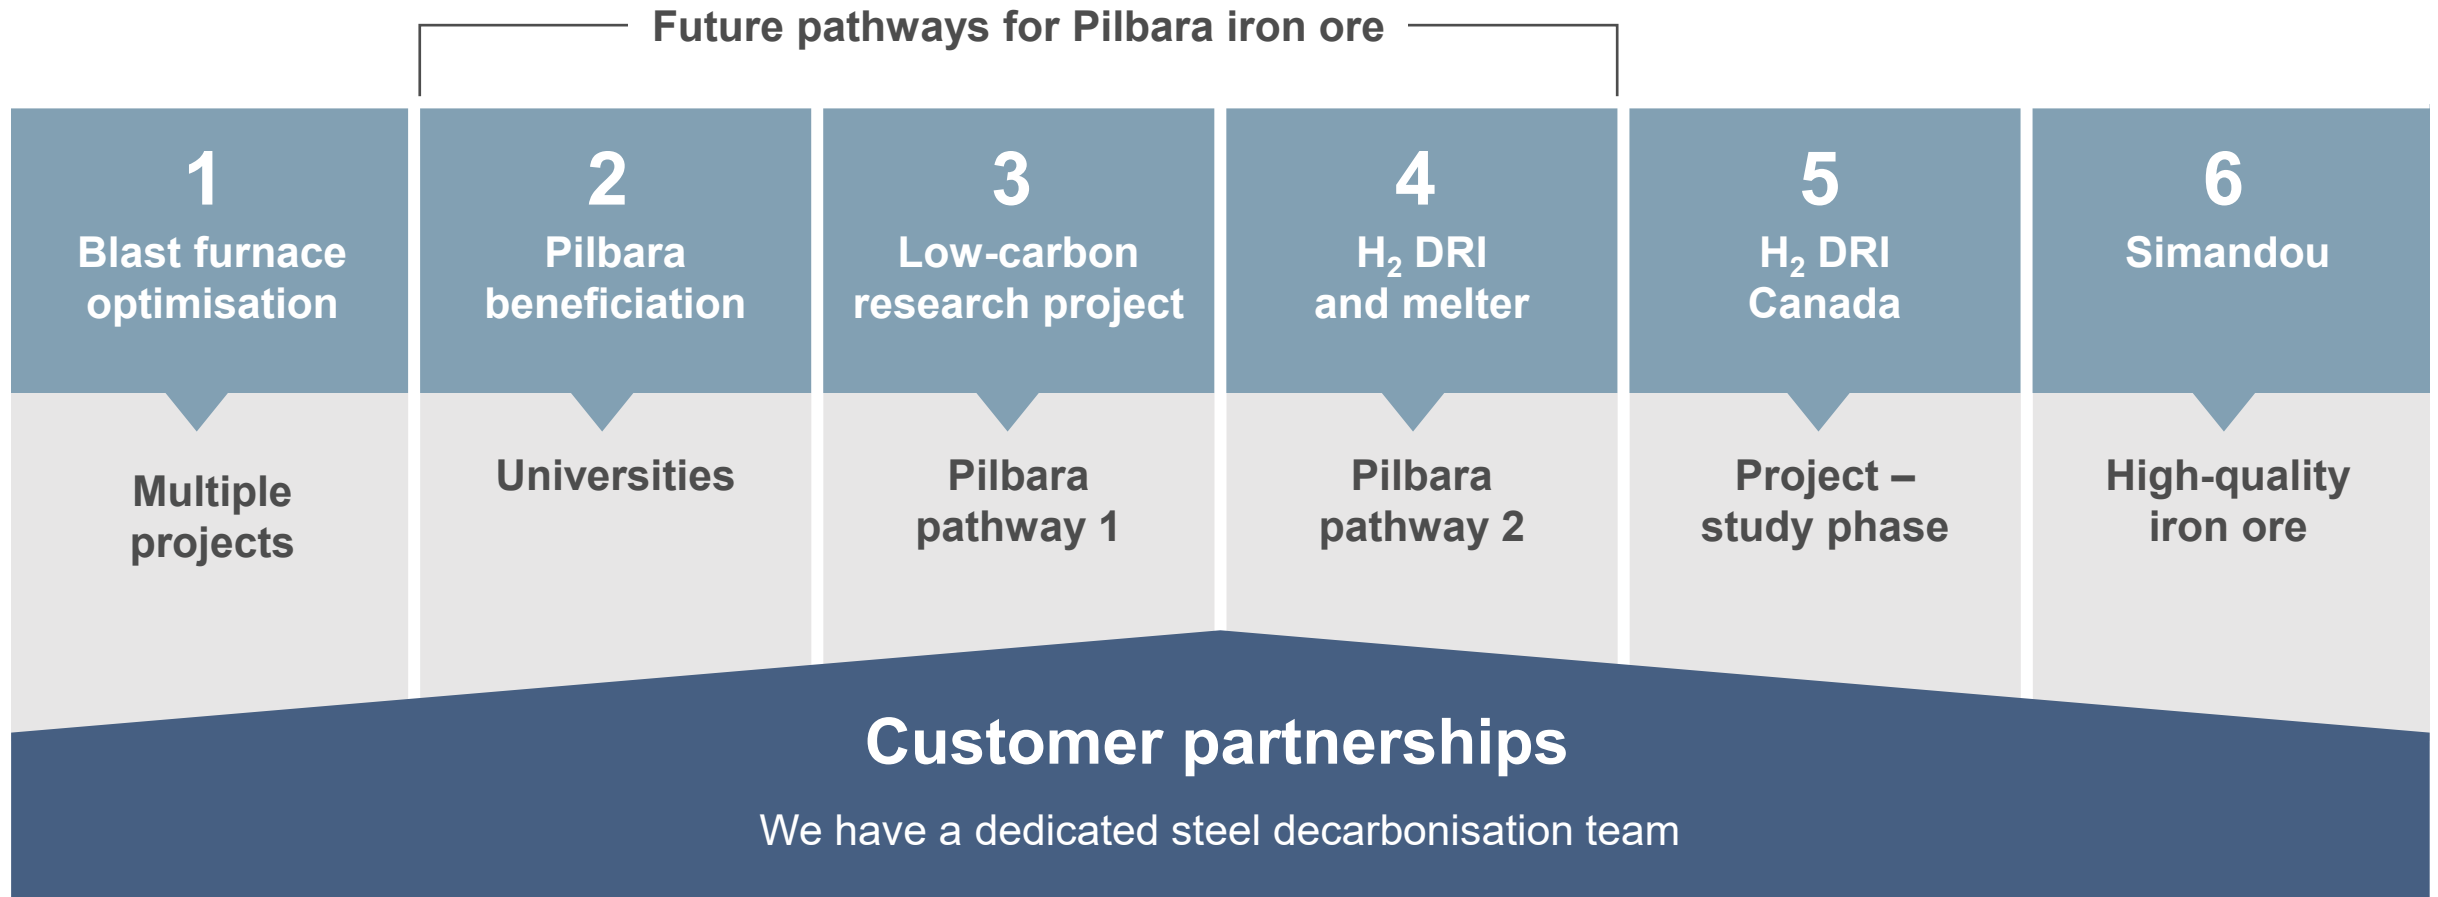 Future pathways for Pilbara iron ore
1
Blast furnace
optimisation
Multiple
projects
2
Pilbara
beneficiation
Universities
3
Low-carbon
research project
Pilbara
pathway 1
4
H₂ DRI
and melter
Pilbara
pathway 2
5
H₂ DRI
Canada
Project –
study phase
6
Simandou
High-quality
iron ore
Customer partnerships
We have a dedicated steel decarbonisation team